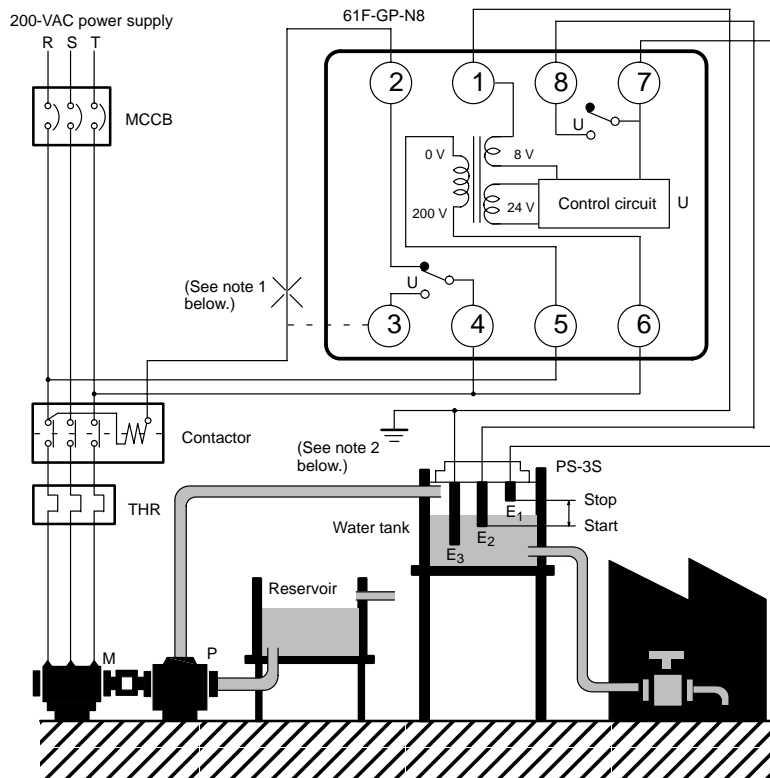 61F-GP-N8
200-VAC power supply
R S T
MCCB
2 1 8 7
U
0 V
8 V
200 V
24 V
Control circuit
U
(See note 1
below.)
U
3 4 5 6
Contactor
(See note 2
below.)
PS-3S
THR
Water tank
Stop
Start
E1
E2
E3
Reservoir
M
P